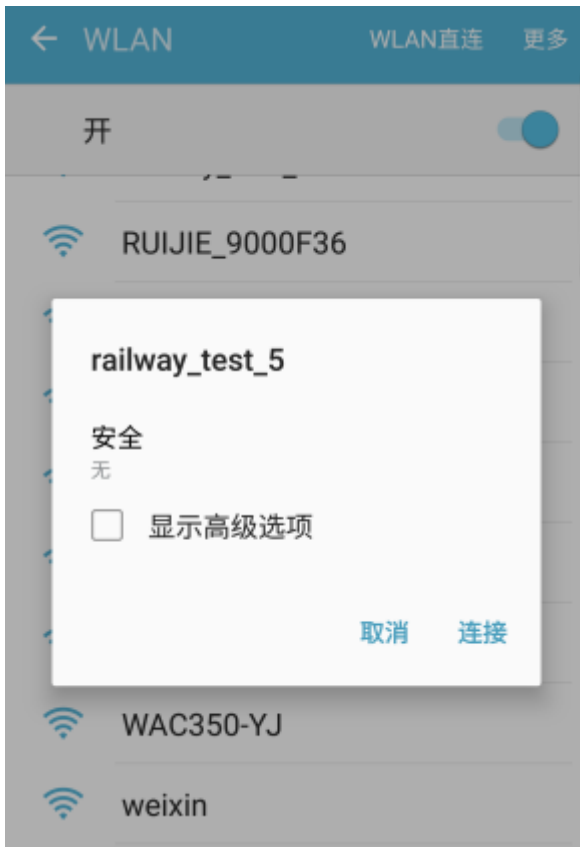 WLAN WLAN直连 更多
开
RUIJIE_9000F36
railway_test_5
安全
无
显示高级选项
取消 连接
WAC350-YJ
weixin